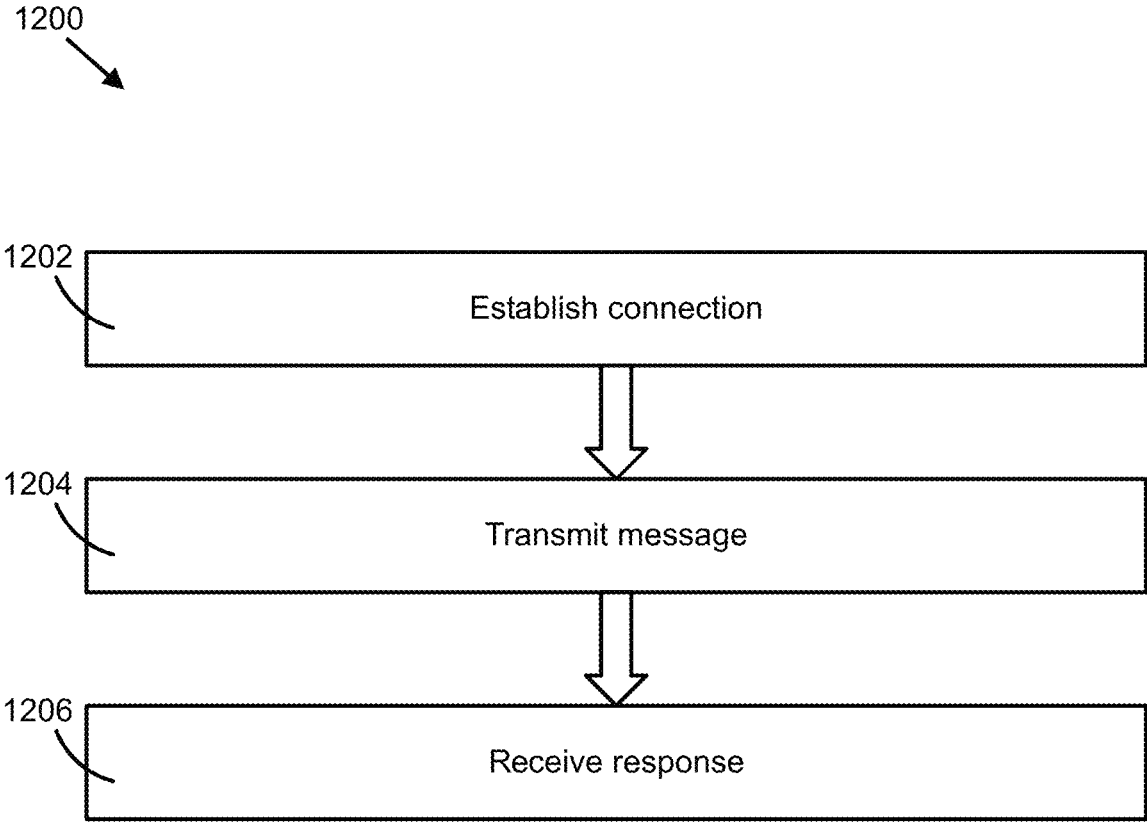 1200
1202
Establish connection
1204
Transmit message
1206
Receive response